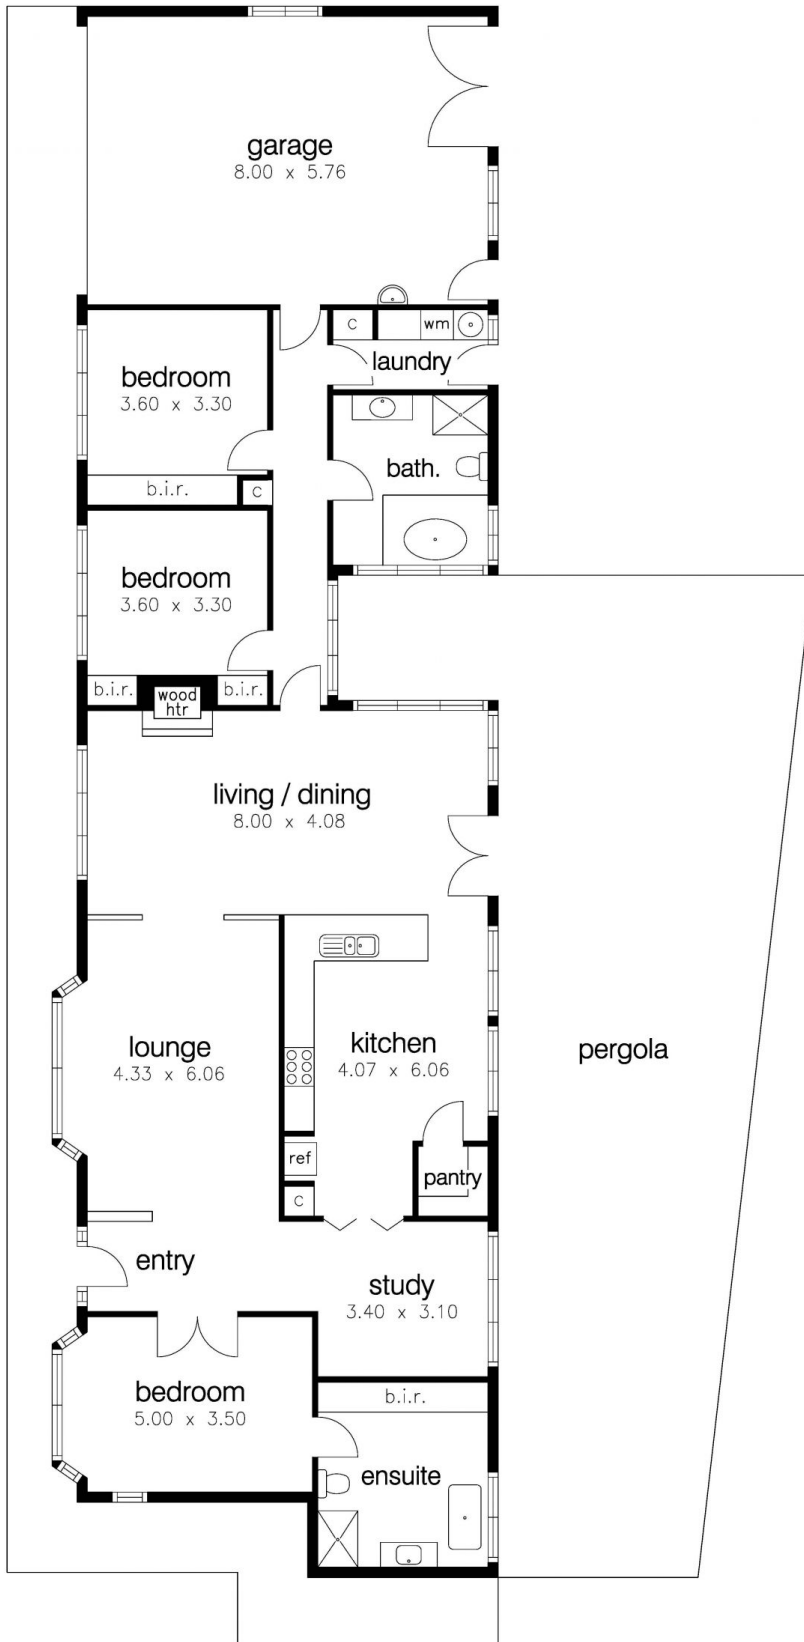 garage
8.00 x 5.76
c
wm
laundry
bedroom
3.60 x 3.30
bath.
b.i.r.
c
bedroom
3.60 x 3.30
b.i.r.
wood
htr
b.i.r.
living / dining
8.00 x 4.08
lounge
4.33 x 6.06
kitchen
4.07 x 6.06
pergola
ref
pantry
c
entry
study
3.40 x 3.10
bedroom
5.00 x 3.50
b.i.r.
ensuite